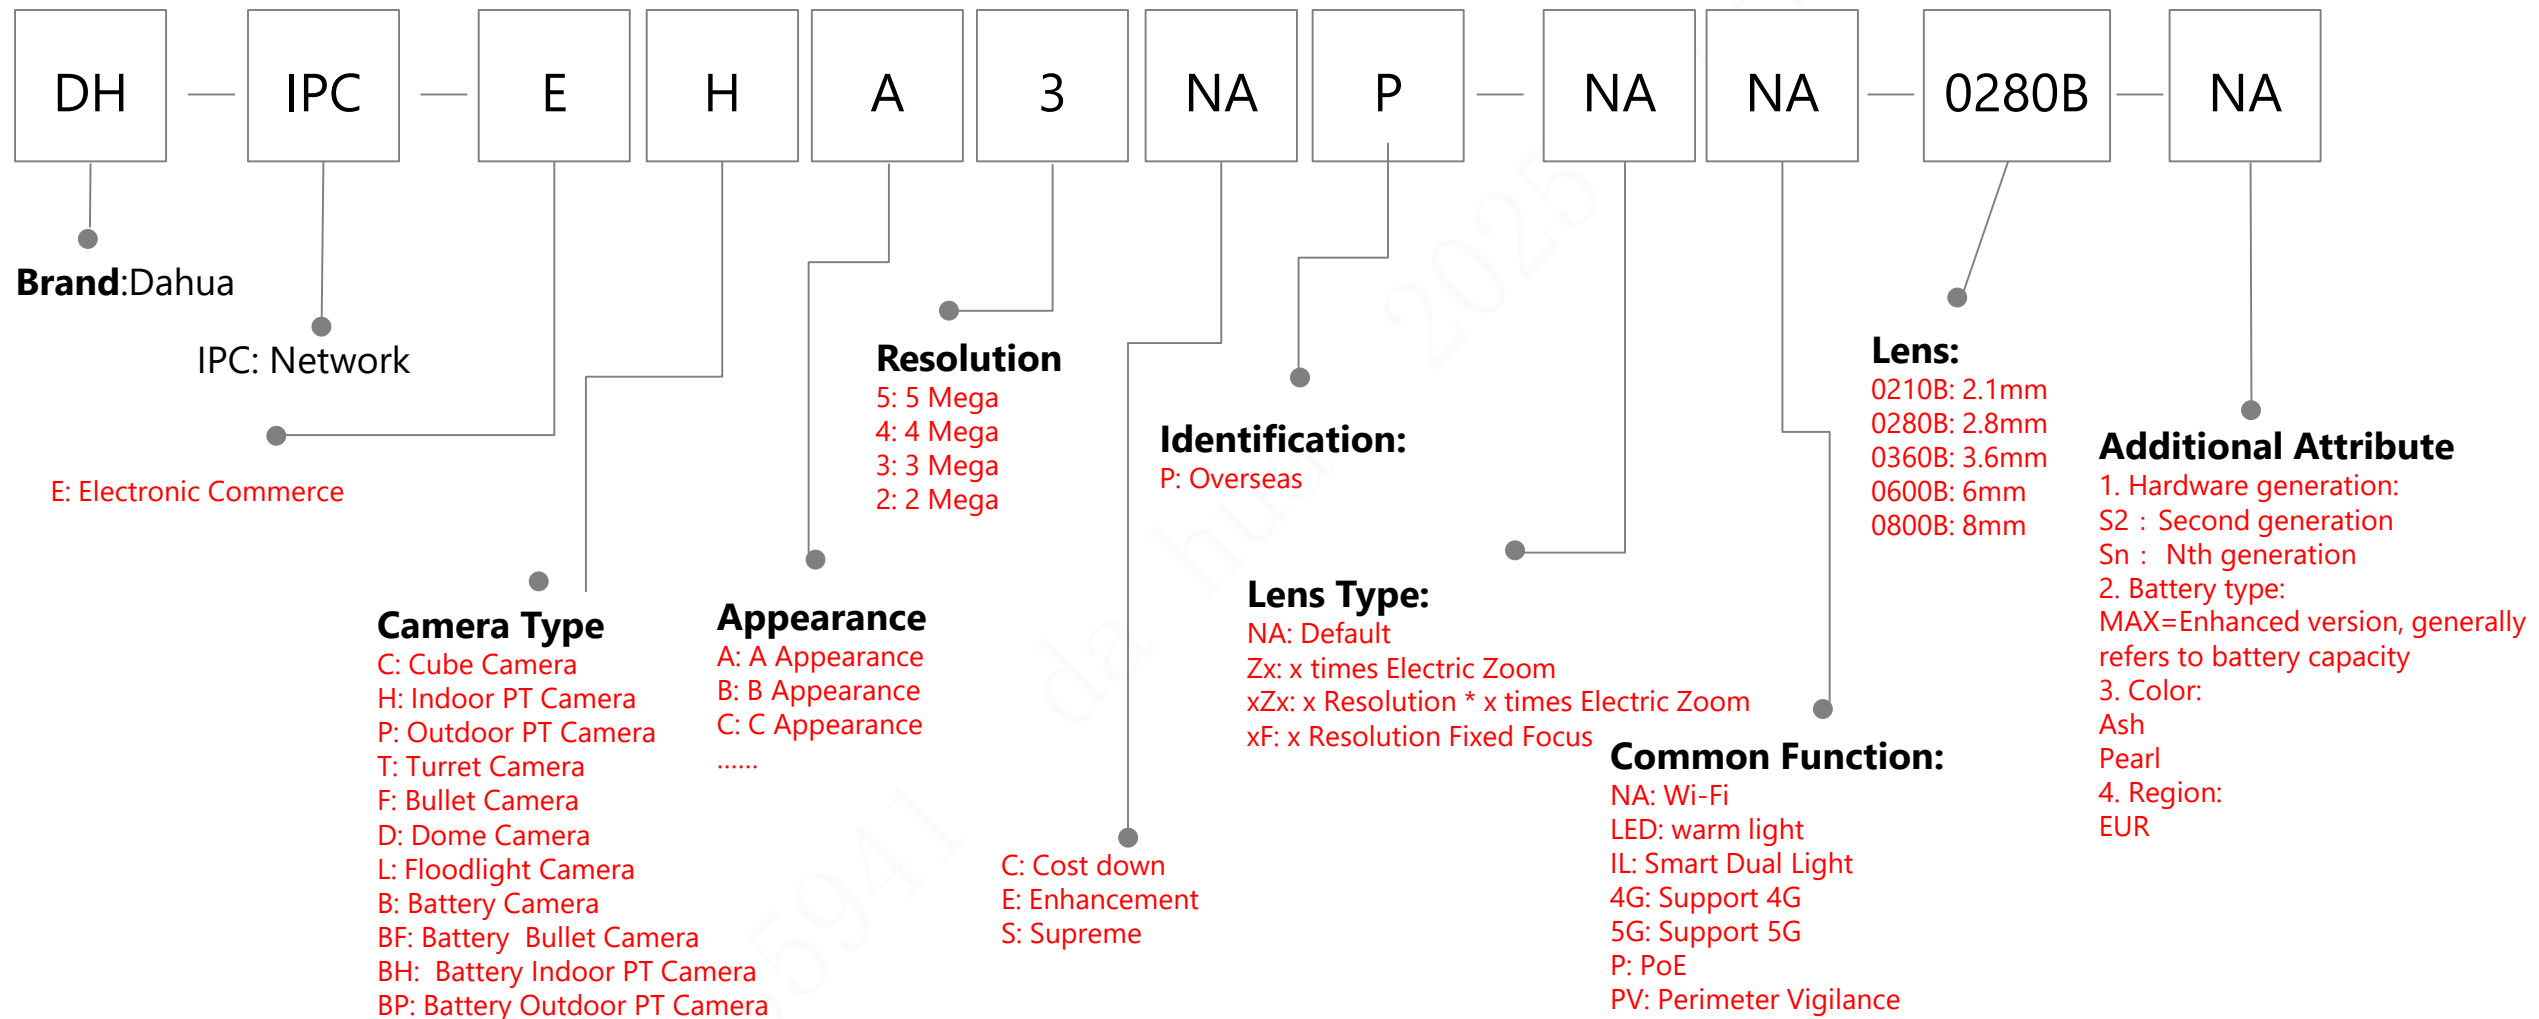 DH — IPC — E H A 3 NA P — NA NA — 0280B — NA
Brand:Dahua
IPC: Network
E: Electronic Commerce
Camera Type
C: Cube Camera
H: Indoor PT Camera
P: Outdoor PT Camera
T: Turret Camera
F: Bullet Camera
D: Dome Camera
L: Floodlight Camera
B: Battery Camera
BF: Battery Bullet Camera
BH: Battery Indoor PT Camera
BP: Battery Outdoor PT Camera
Appearance
A: A Appearance
B: B Appearance
C: C Appearance
......
Resolution
5: 5 Mega
4: 4 Mega
3: 3 Mega
2: 2 Mega
C: Cost down
E: Enhancement
S: Supreme
Identification:
P: Overseas
Lens Type:
NA: Default
Zx: x times Electric Zoom
xZx: x Resolution * x times Electric Zoom
xF: x Resolution Fixed Focus
Common Function:
NA: Wi-Fi
LED: warm light
IL: Smart Dual Light
4G: Support 4G
5G: Support 5G
P: PoE
PV: Perimeter Vigilance
Lens:
0210B: 2.1mm
0280B: 2.8mm
0360B: 3.6mm
0600B: 6mm
0800B: 8mm
Additional Attribute
1. Hardware generation:
S2：Second generation
Sn： Nth generation
2. Battery type:
MAX=Enhanced version, generally
refers to battery capacity
3. Color:
Ash
Pearl
4. Region:
EUR